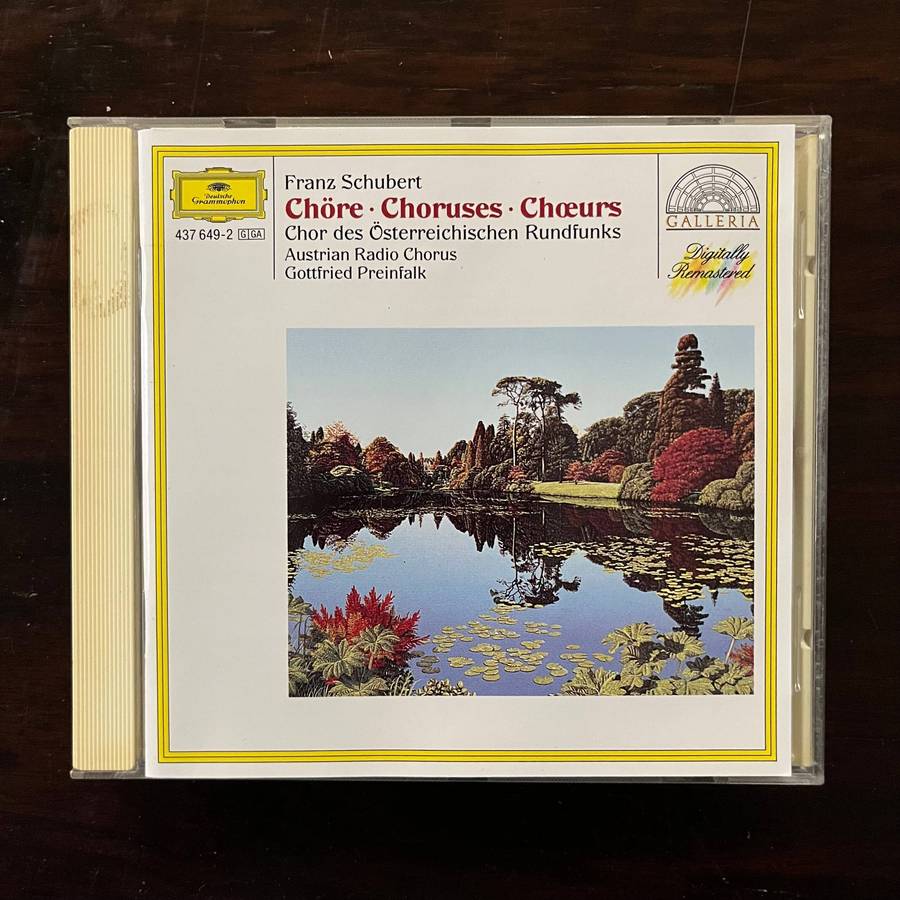 Deutsche
Grammophon
437 649-2 G GA
Franz Schubert
Chöre · Choruses · Chœurs
Chor des Österreichischen Rundfunks
Austrian Radio Chorus
Gottfried Preinfalk
GALLERIA
Digitally
Remastered